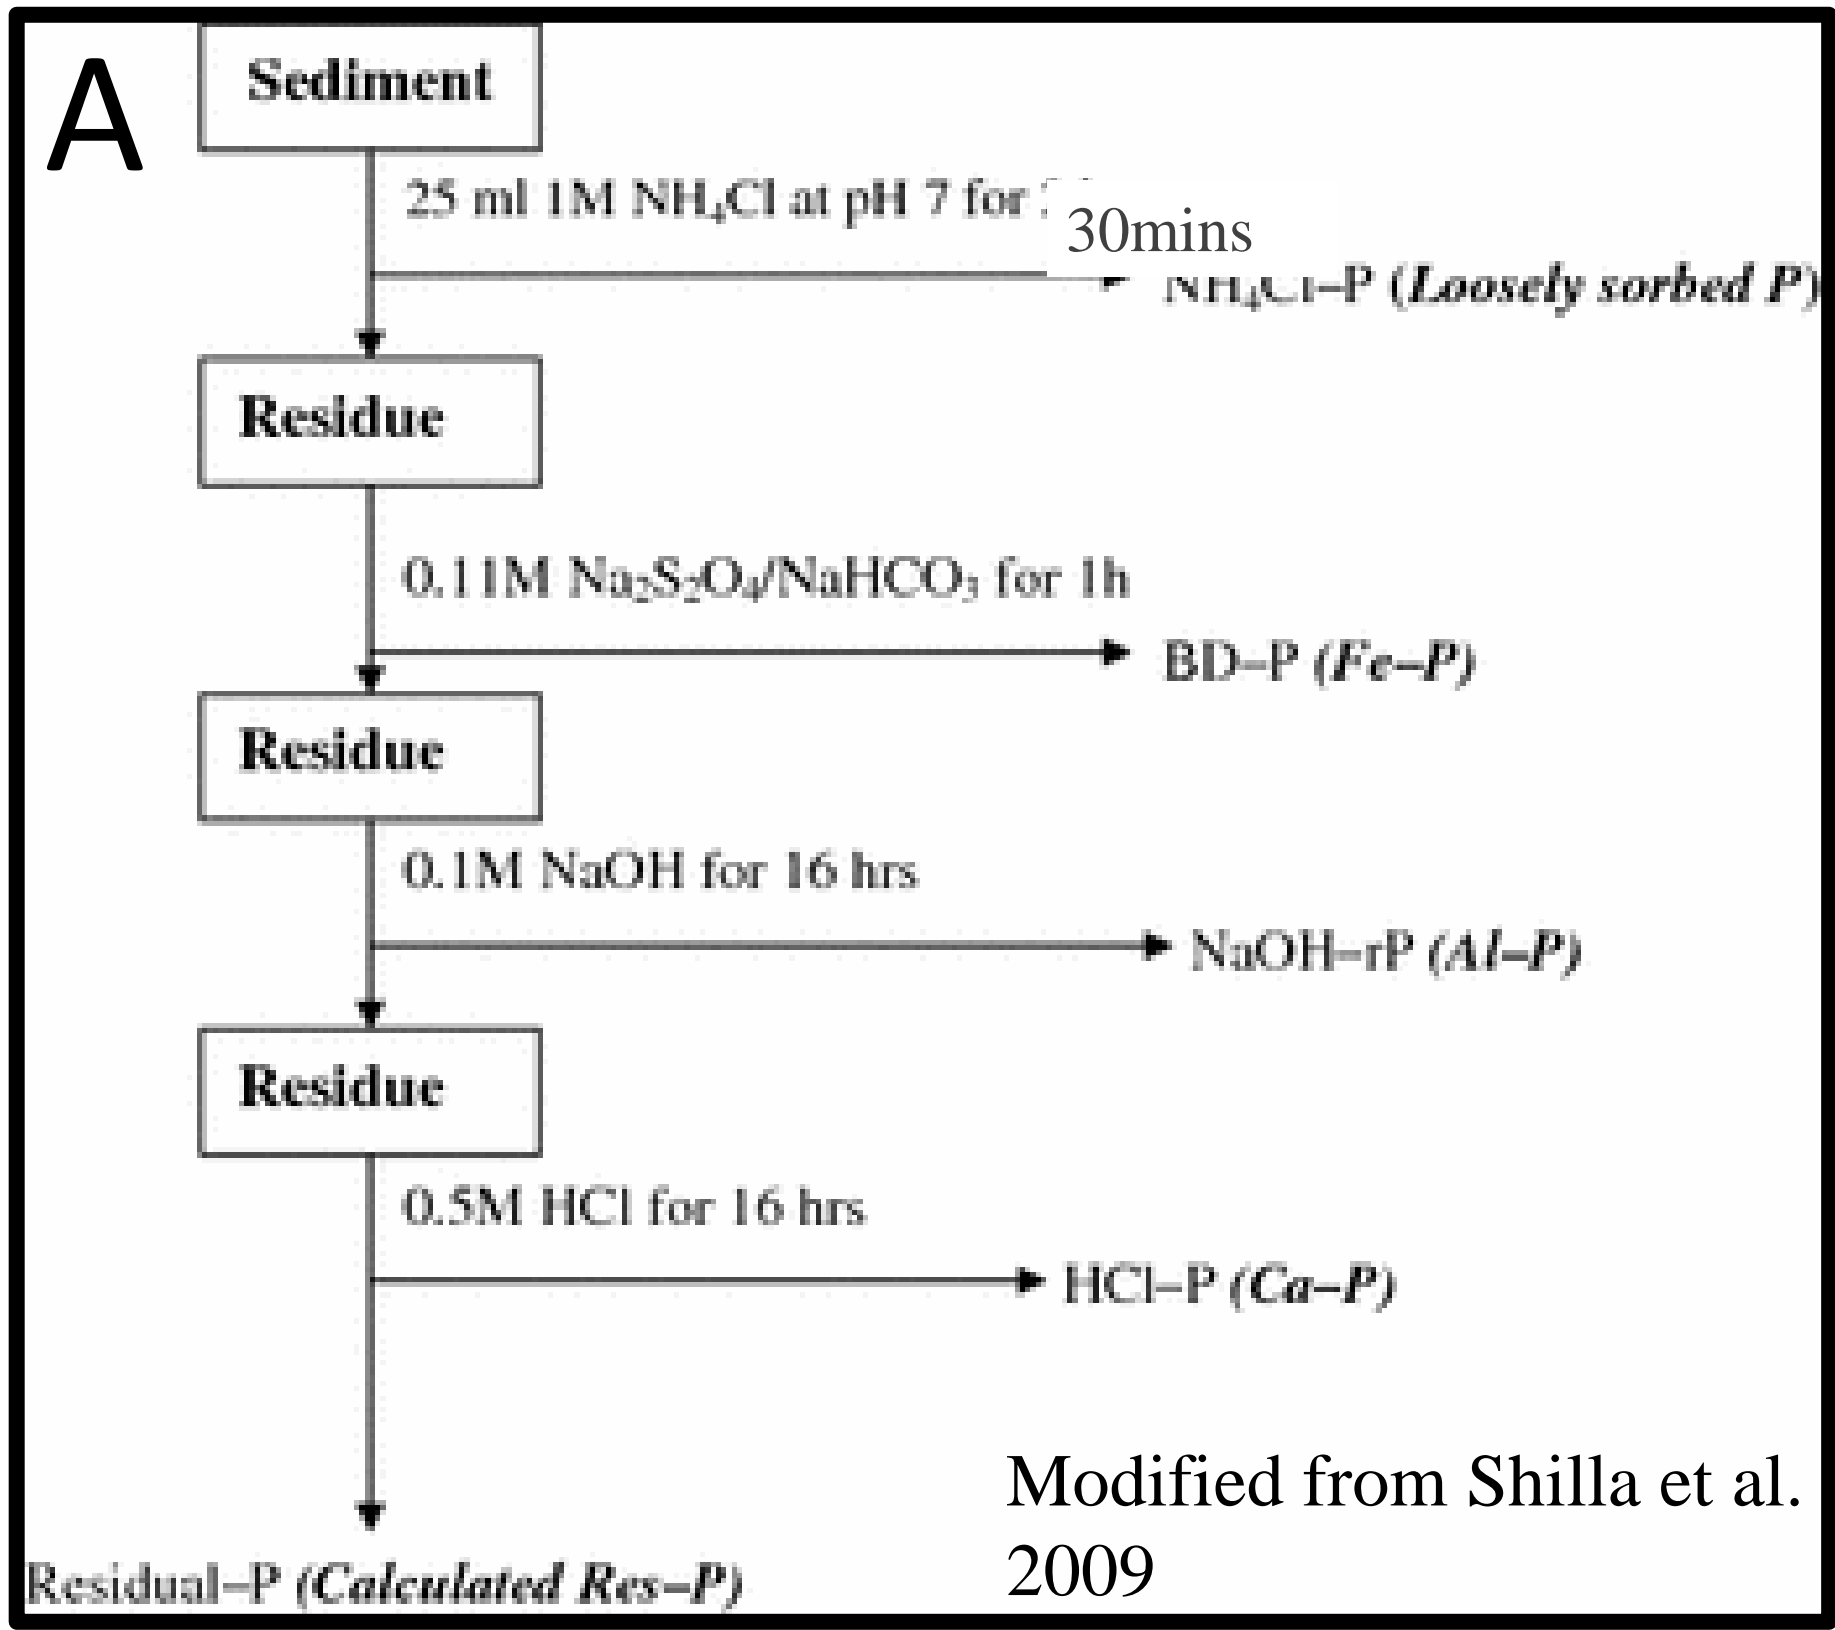 A
Sediment
25 ml 1M NH₄Cl at pH 7 for
30mins
NH₄Cl–P (Loosely sorbed P)
Residue
0.11M Na₂S₂O₄/NaHCO₃ for 1h
BD–P (Fe–P)
Residue
0.1M NaOH for 16 hrs
NaOH–rP (Al–P)
Residue
0.5M HCl for 16 hrs
HCl–P (Ca–P)
Modified from Shilla et al.
2009
Residual–P (Calculated Res–P)